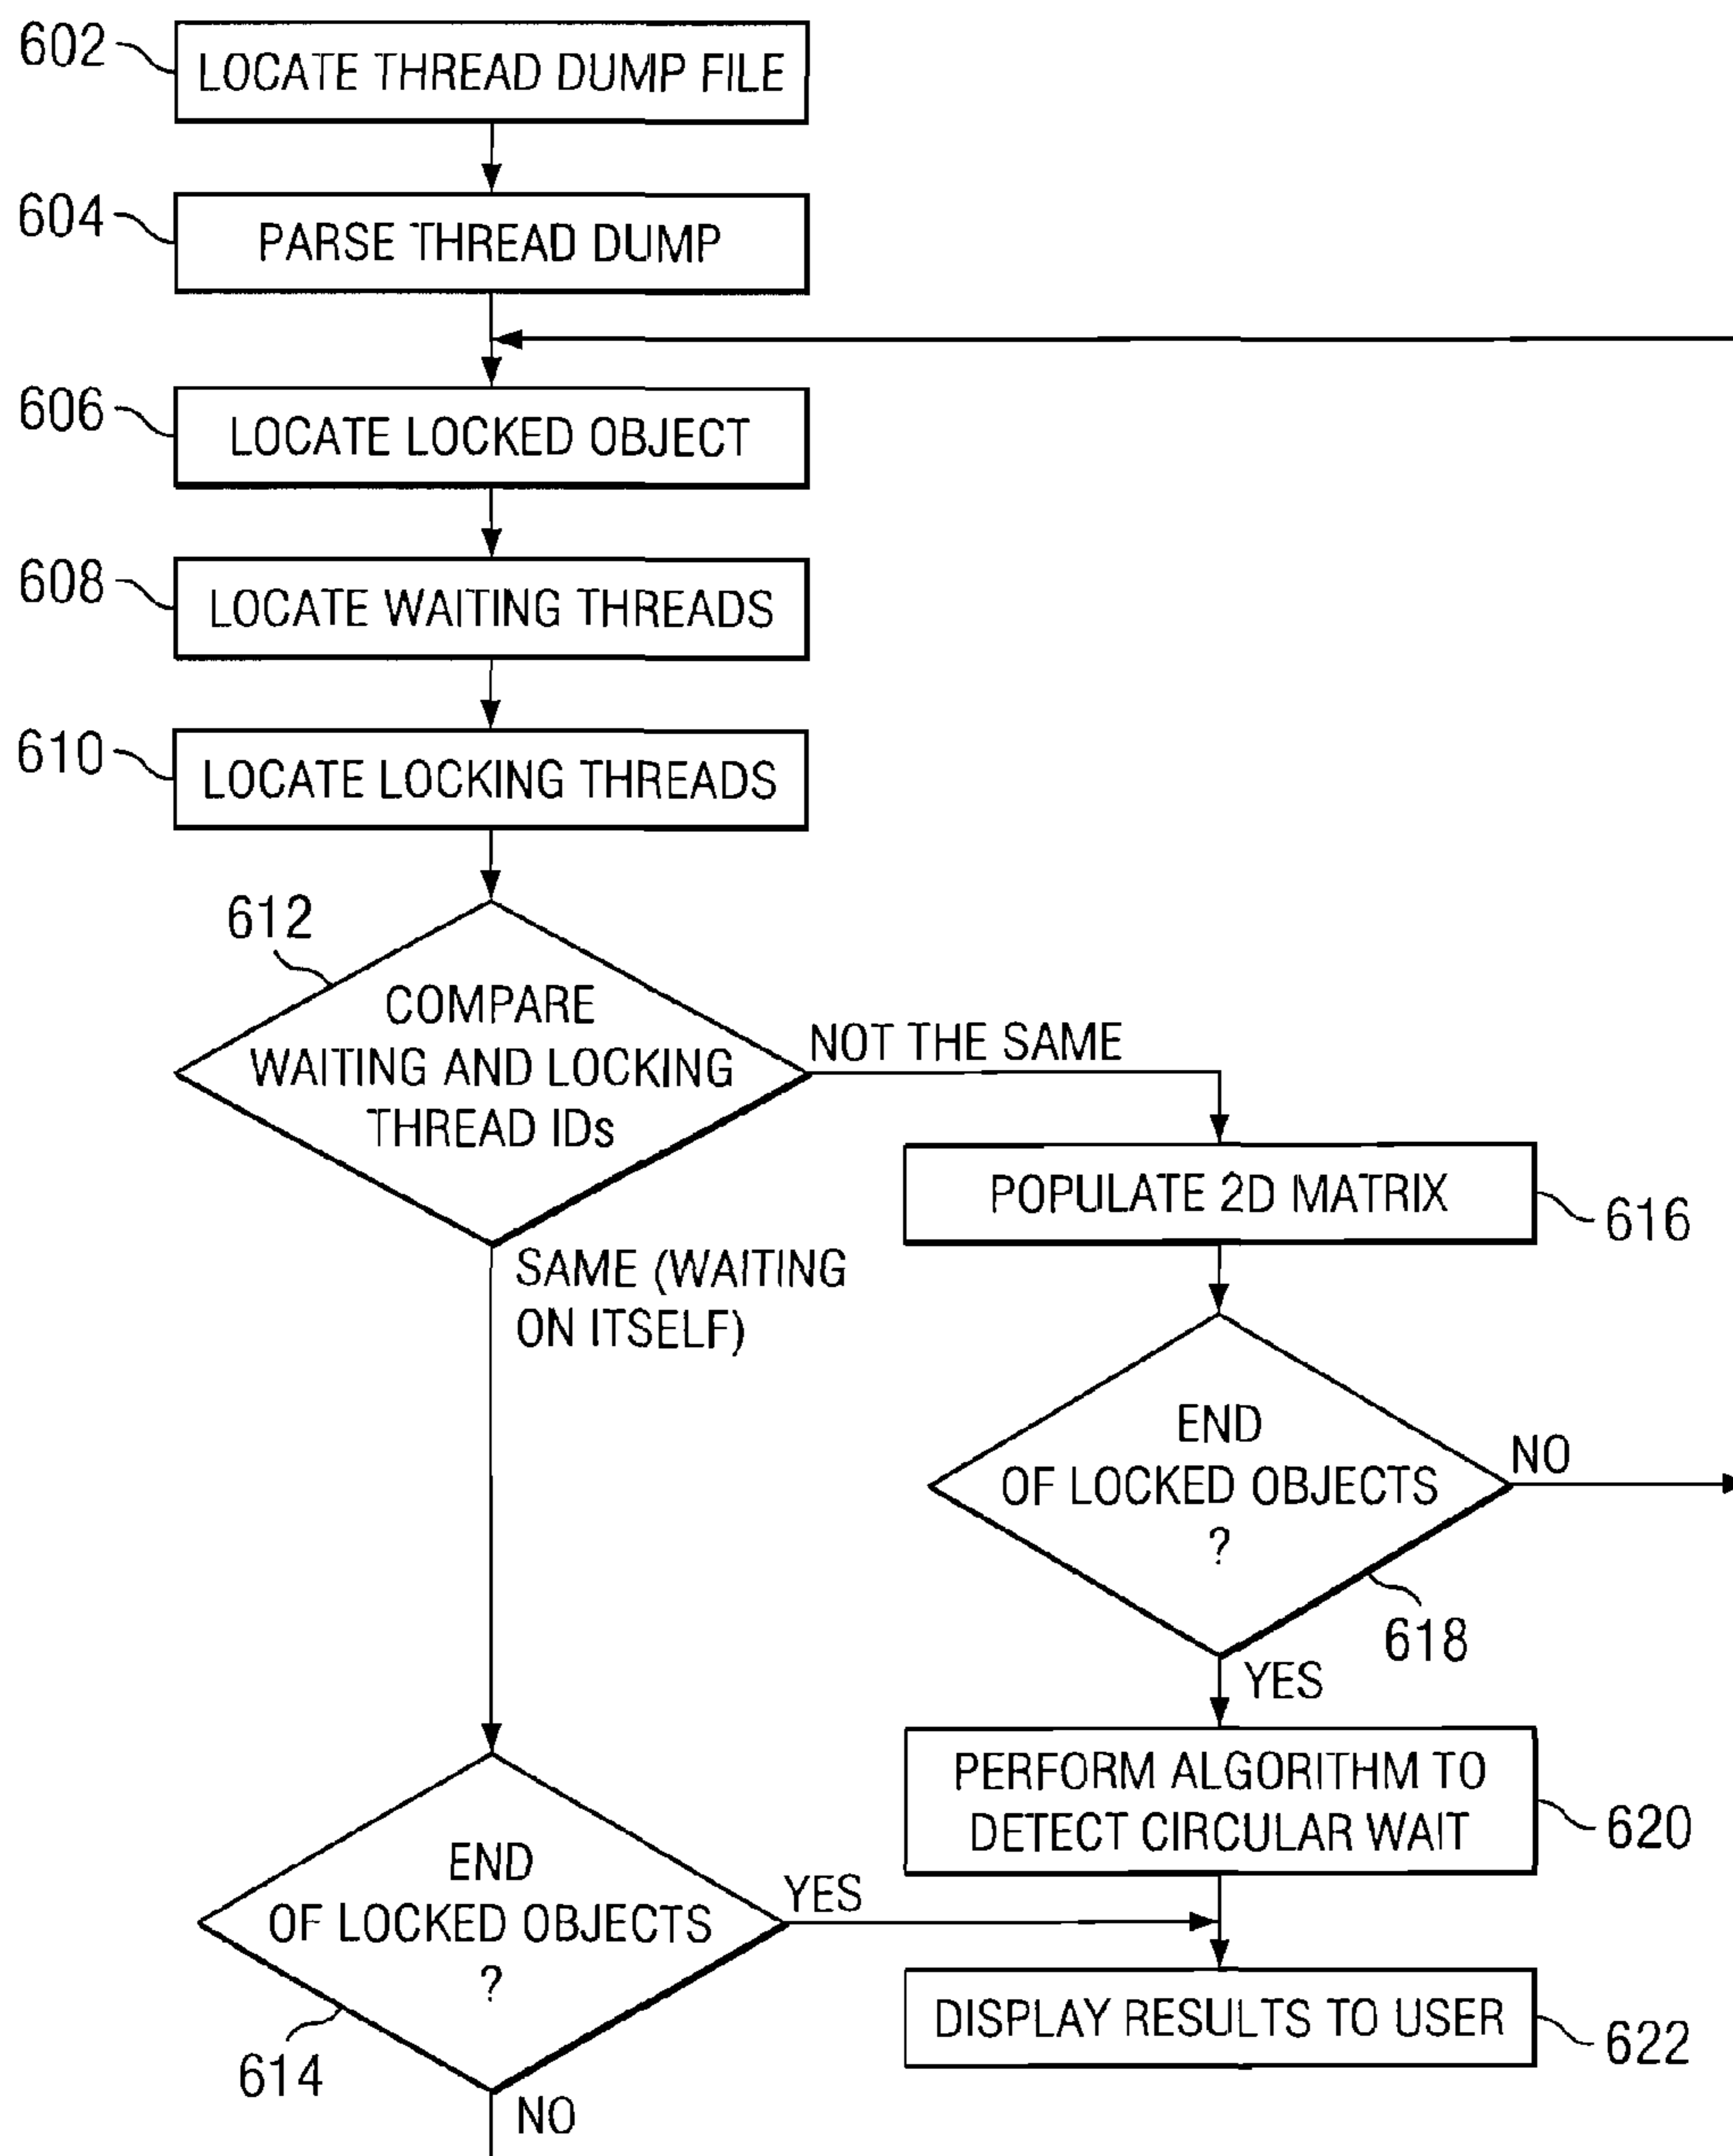 602
LOCATE THREAD DUMP FILE
604
PARSE THREAD DUMP
606
LOCATE LOCKED OBJECT
608
LOCATE WAITING THREADS
610
LOCATE LOCKING THREADS
612
COMPARE
WAITING AND LOCKING
THREAD IDs
NOT THE SAME
SAME (WAITING
ON ITSELF)
POPULATE 2D MATRIX
616
END
OF LOCKED OBJECTS
?
NO
618
YES
PERFORM ALGORITHM TO
DETECT CIRCULAR WAIT
620
END
OF LOCKED OBJECTS
?
YES
614
NO
DISPLAY RESULTS TO USER
622